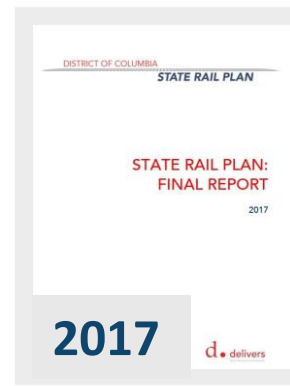 DISTRICT OF COLUMBIA
STATE RAIL PLAN
STATE RAIL PLAN:
FINAL REPORT
2017
2017
d. delivers